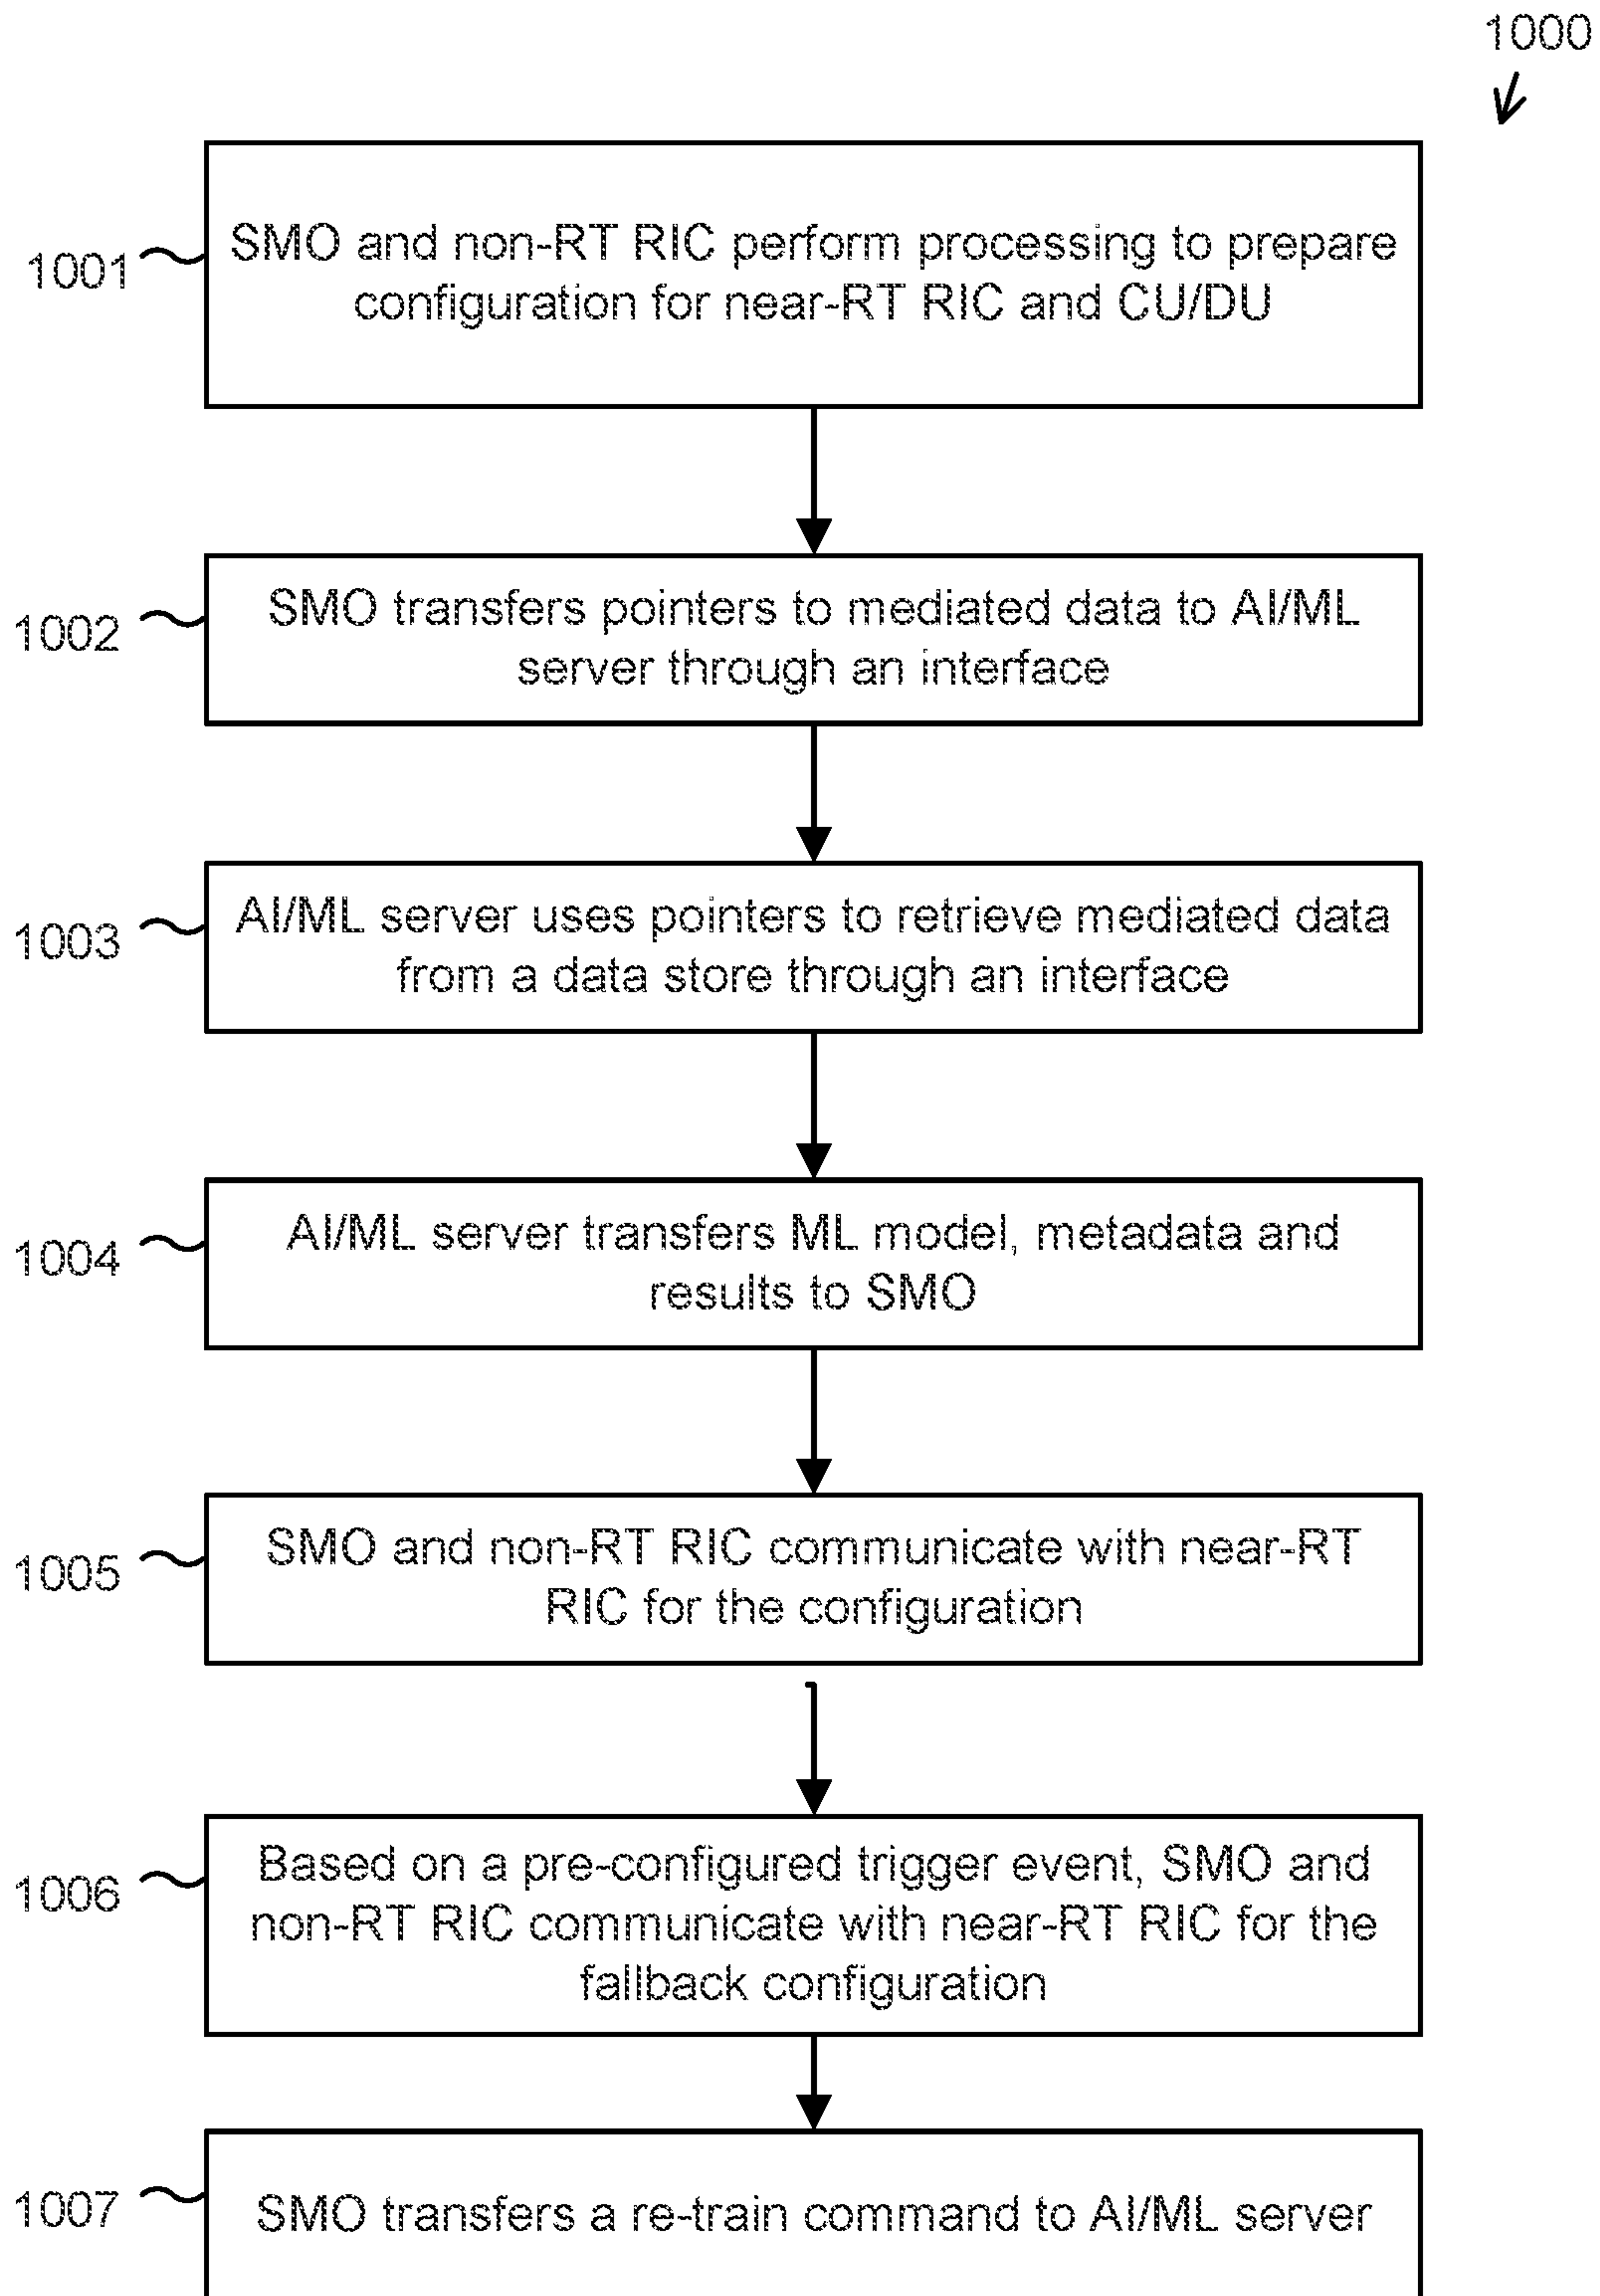 1000
1001
SMO and non-RT RIC perform processing to prepare
configuration for near-RT RIC and CU/DU
1002
SMO transfers pointers to mediated data to AI/ML
server through an interface
1003
AI/ML server uses pointers to retrieve mediated data
from a data store through an interface
1004
AI/ML server transfers ML model, metadata and
results to SMO
1005
SMO and non-RT RIC communicate with near-RT
RIC for the configuration
1006
Based on a pre-configured trigger event, SMO and
non-RT RIC communicate with near-RT RIC for the
fallback configuration
1007
SMO transfers a re-train command to AI/ML server